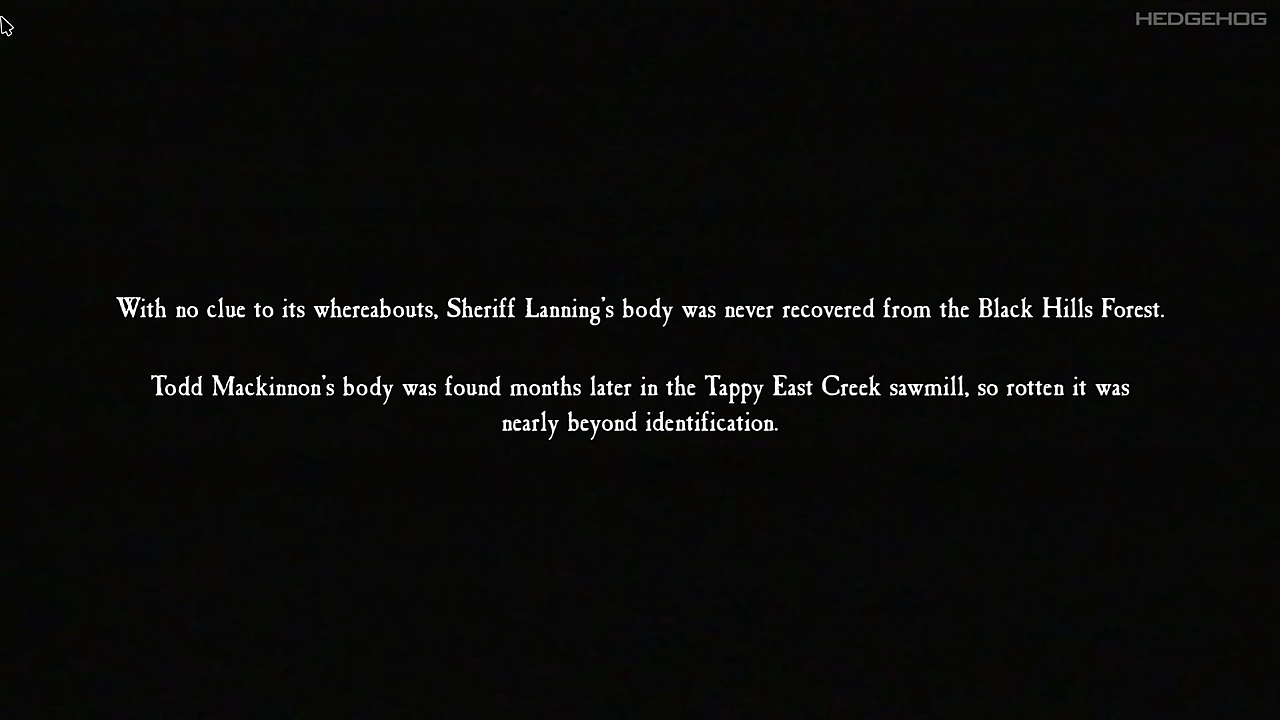 HEDGEHOG
With no clue to its whereabouts, Sheriff Lanning's body was never recovered from the Black Hills Forest.
Todd Mackinnon's body was found months later in the Tappy East Creek sawmill, so rotten it was
nearly beyond identification.